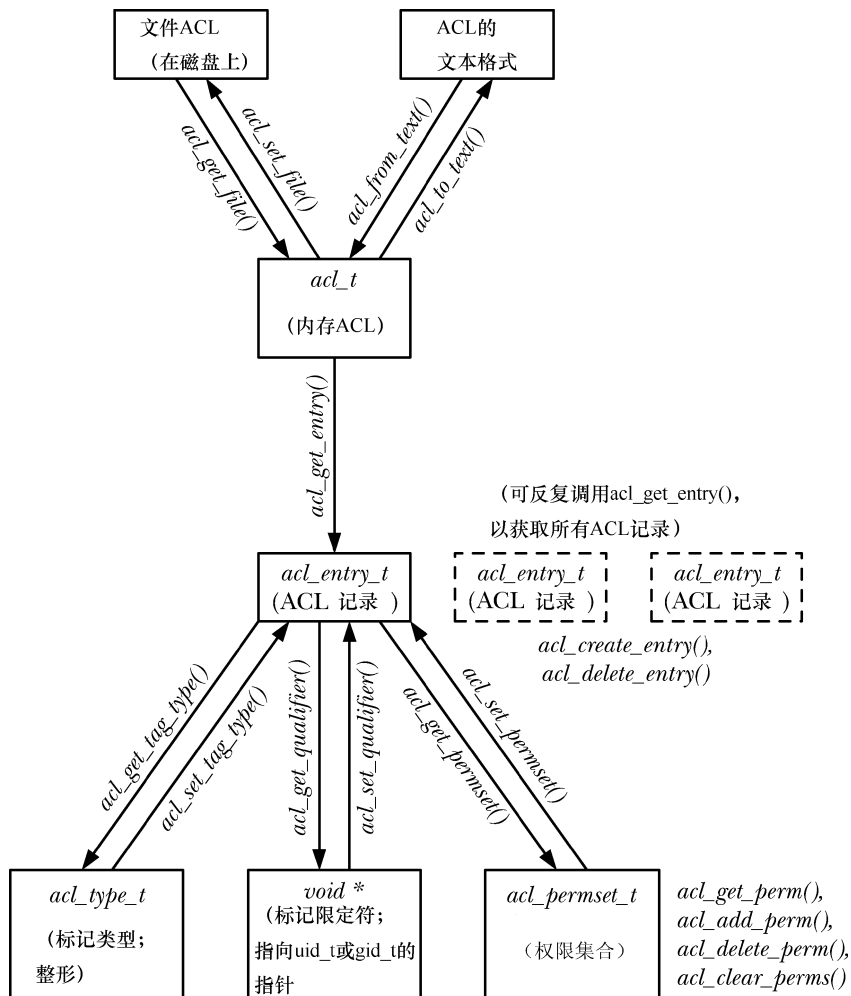 文件ACL
(在磁盘上)
ACL的
文本格式
acl_get_file()
acl_set_file()
acl_from_text()
acl_to_text()
acl_t
(内存ACL)
acl_get_entry()
(可反复调用acl_get_entry(),
以获取所有ACL记录)
acl_entry_t
(ACL 记录 )
acl_entry_t
(ACL 记录 )
acl_entry_t
(ACL 记录 )
acl_create_entry(),
acl_delete_entry()
acl_get_tag_type()
acl_set_tag_type()
acl_get_qualifier()
acl_set_qualifier()
acl_get_permset()
acl_set_permset()
acl_type_t
(标记类型;
整形)
void *
(标记限定符;
指向uid_t或gid_t的
指针
acl_permset_t
(权限集合)
acl_get_perm(),
acl_add_perm(),
acl_delete_perm(),
acl_clear_perms()